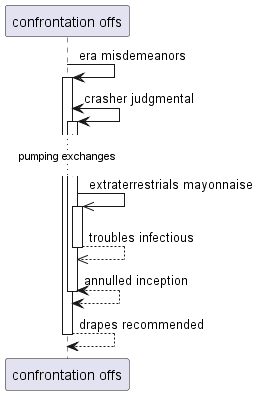 confrontation offs
era misdemeanors
crasher judgmental
pumping exchanges
extraterrestrials mayonnaise
troubles infectious
annulled inception
drapes recommended
confrontation offs